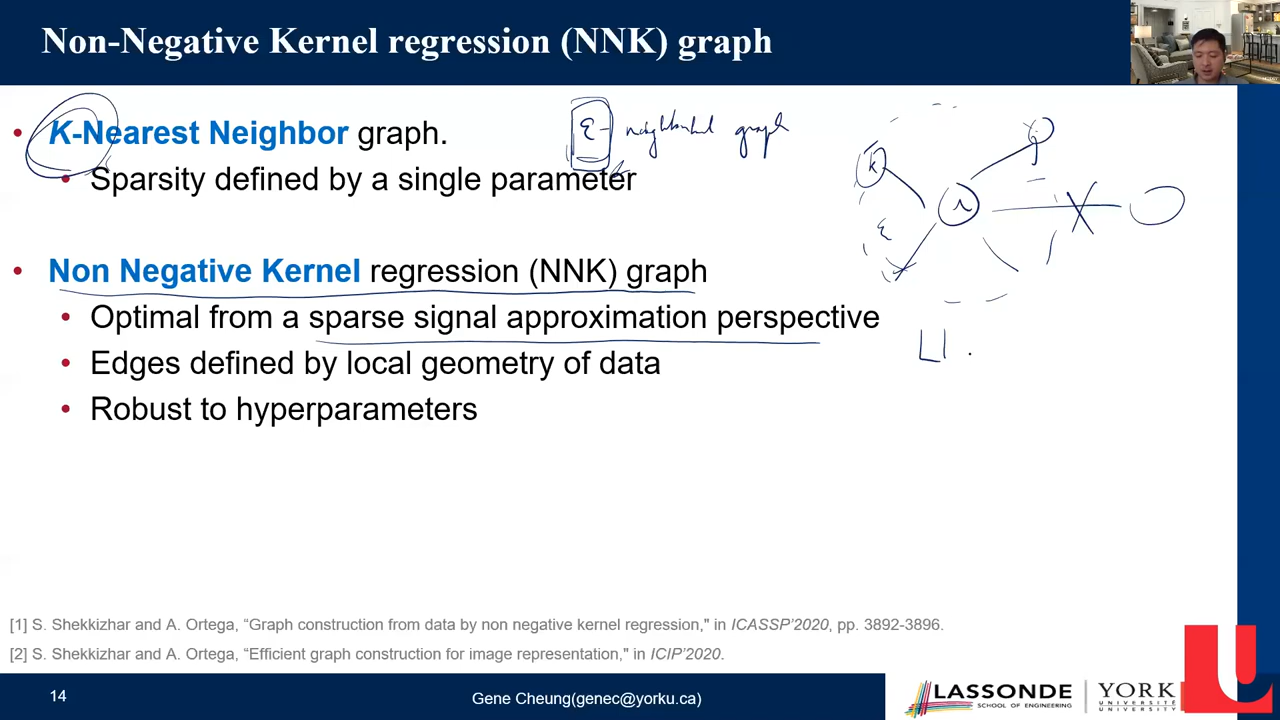 Non-Negative Kernel regression (NNK) graph
• K-Nearest Neighbor graph.
ε- neighborhood graph
• Sparsity defined by a single parameter
k
i
j
ε
• Non Negative Kernel regression (NNK) graph
• Optimal from a sparse signal approximation perspective
• Edges defined by local geometry of data
• Robust to hyperparameters
[1] S. Shekkizhar and A. Ortega, “Graph construction from data by non negative kernel regression," in ICASSP'2020, pp. 3892-3896.
[2] S. Shekkizhar and A. Ortega, “Efficient graph construction for image representation," in ICIP'2020.
14
Gene Cheung(genec@yorku.ca)
LASSONDE
SCHOOL OF ENGINEERING
YORK
UNIVERSITÉ
UNIVERSITY
U